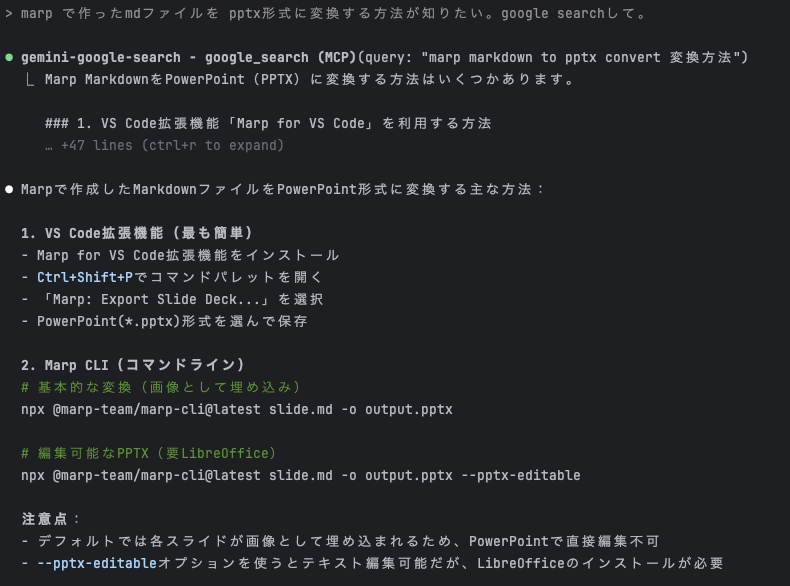 > marp で作ったmdファイルを pptx形式に変換する方法が知りたい。google searchして。
● gemini-google-search - google_search (MCP)(query: "marp markdown to pptx convert 変換方法")
⎿ Marp MarkdownをPowerPoint (PPTX) に変換する方法はいくつかあります。
### 1. VS Code拡張機能「Marp for VS Code」を利用する方法
… +47 lines (ctrl+r to expand)
● Marpで作成したMarkdownファイルをPowerPoint形式に変換する主な方法：
1. VS Code拡張機能（最も簡単）
- Marp for VS Code拡張機能をインストール
- Ctrl+Shift+Pでコマンドパレットを開く
- 「Marp: Export Slide Deck...」を選択
- PowerPoint(*.pptx)形式を選んで保存
2. Marp CLI（コマンドライン）
# 基本的な変換（画像として埋め込み）
npx @marp-team/marp-cli@latest slide.md -o output.pptx
# 編集可能なPPTX（要LibreOffice）
npx @marp-team/marp-cli@latest slide.md -o output.pptx --pptx-editable
注意点：
- デフォルトでは各スライドが画像として埋め込まれるため、PowerPointで直接編集不可
- --pptx-editableオプションを使うとテキスト編集可能だが、LibreOfficeのインストールが必要